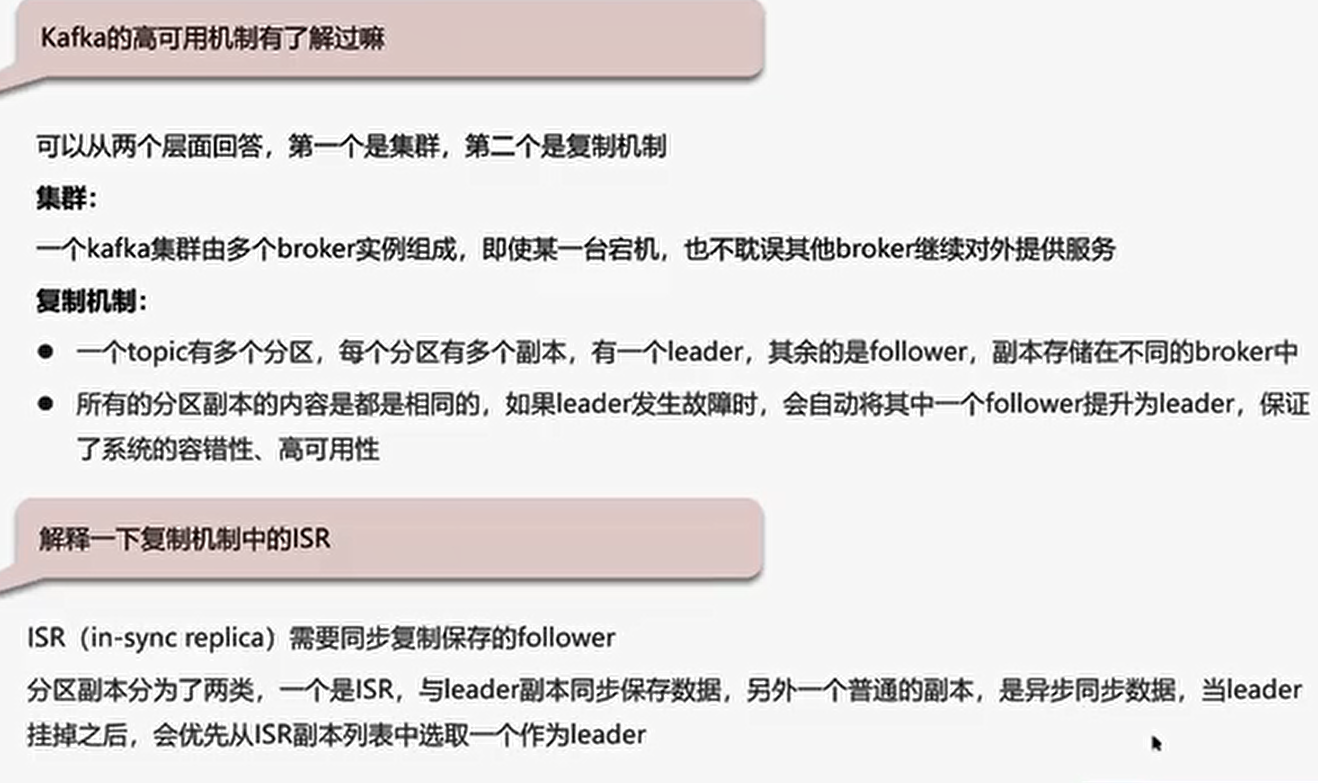 Kafka的高可用机制有了解过嘛
可以从两个层面回答，第一个是集群，第二个是复制机制
集群：
一个kafka集群由多个broker实例组成，即使某一台宕机，也不耽误其他broker继续对外提供服务
复制机制：
● 一个topic有多个分区，每个分区有多个副本，有一个leader，其余的是follower，副本存储在不同的broker中
● 所有的分区副本的内容是都是相同的，如果leader发生故障时，会自动将其中一个follower提升为leader，保证
了系统的容错性、高可用性
解释一下复制机制中的ISR
ISR（in-sync replica）需要同步复制保存的follower
分区副本分为了两类，一个是ISR，与leader副本同步保存数据，另外一个普通的副本，是异步同步数据，当leader
挂掉之后，会优先从ISR副本列表中选取一个作为leader